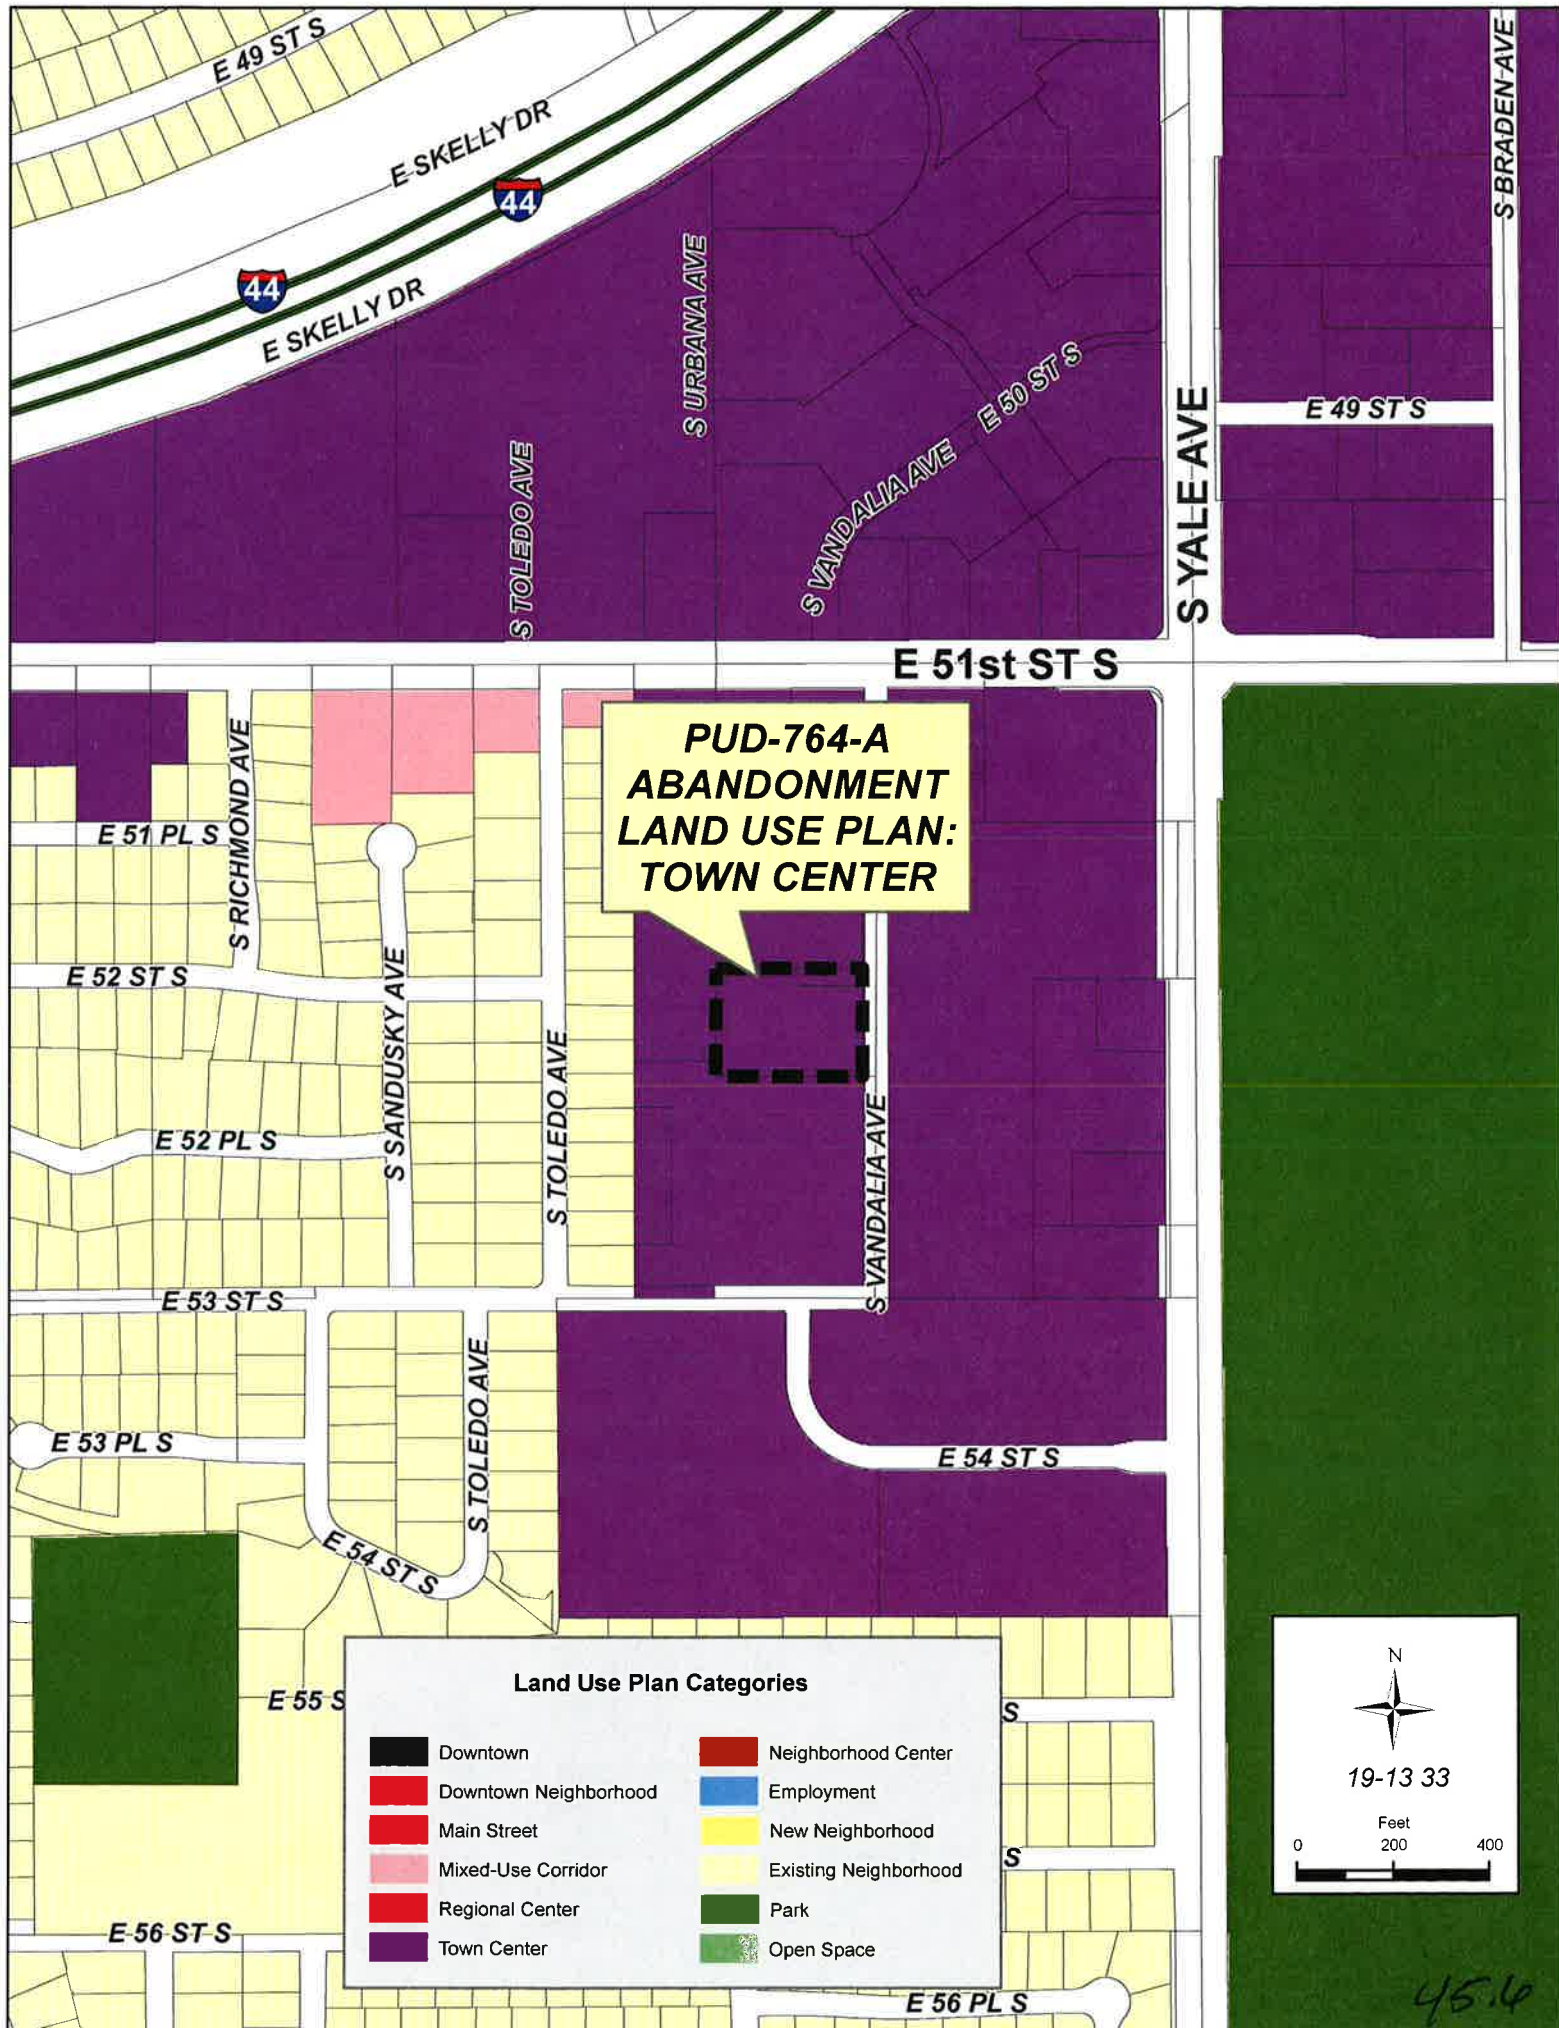 E 49 ST S
E SKELLY DR
44
44
E SKELLY DR
S BRADEN AVE
S URBANA AVE
E 50 ST S
S VANDALIA AVE
S TOLEDO AVE
S YALE AVE
E 49 ST S
E 51st ST S
PUD-764-A
ABANDONMENT
LAND USE PLAN:
TOWN CENTER
S RICHMOND AVE
E 51 PL S
E 52 ST S
S SANDUSKY AVE
S TOLEDO AVE
E 52 PL S
S VANDALIA AVE
E 53 ST S
E 53 PL S
S TOLEDO AVE
E 54 ST S
E 54 ST S
E 55 S
S
S
Land Use Plan Categories
Downtown
Downtown Neighborhood
Main Street
Mixed-Use Corridor
Regional Center
Town Center
Neighborhood Center
Employment
New Neighborhood
Existing Neighborhood
Park
Open Space
N
19-13 33
Feet
0 200 400
E 56 ST S
E 56 PL S
45.6